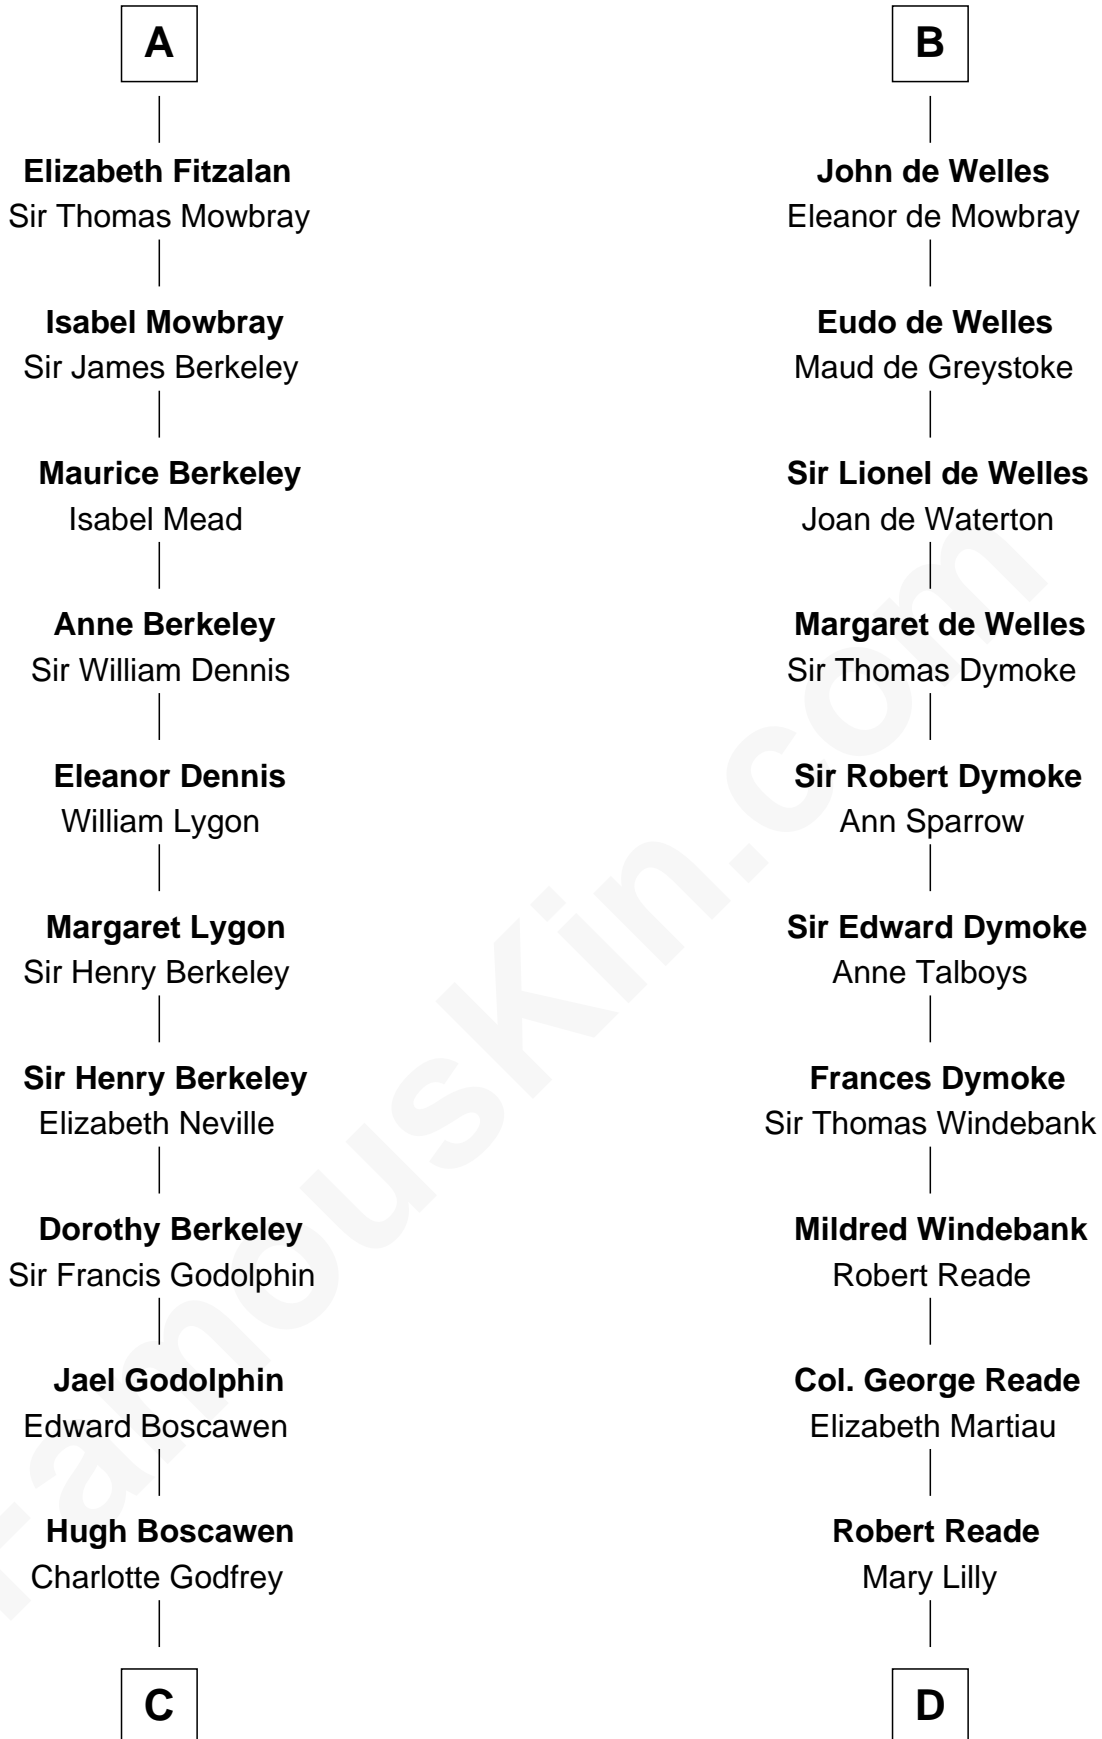 A
Elizabeth Fitzalan
Sir Thomas Mowbray
Isabel Mowbray
Sir James Berkeley
Maurice Berkeley
Isabel Mead
Anne Berkeley
Sir William Dennis
Eleanor Dennis
William Lygon
Margaret Lygon
Sir Henry Berkeley
Sir Henry Berkeley
Elizabeth Neville
Dorothy Berkeley
Sir Francis Godolphin
Jael Godolphin
Edward Boscawen
Hugh Boscawen
Charlotte Godfrey
C
B
John de Welles
Eleanor de Mowbray
Eudo de Welles
Maud de Greystoke
Sir Lionel de Welles
Joan de Waterton
Margaret de Welles
Sir Thomas Dymoke
Sir Robert Dymoke
Ann Sparrow
Sir Edward Dymoke
Anne Talboys
Frances Dymoke
Sir Thomas Windebank
Mildred Windebank
Robert Reade
Col. George Reade
Elizabeth Martiau
Robert Reade
Mary Lilly
D
FamousKin.com